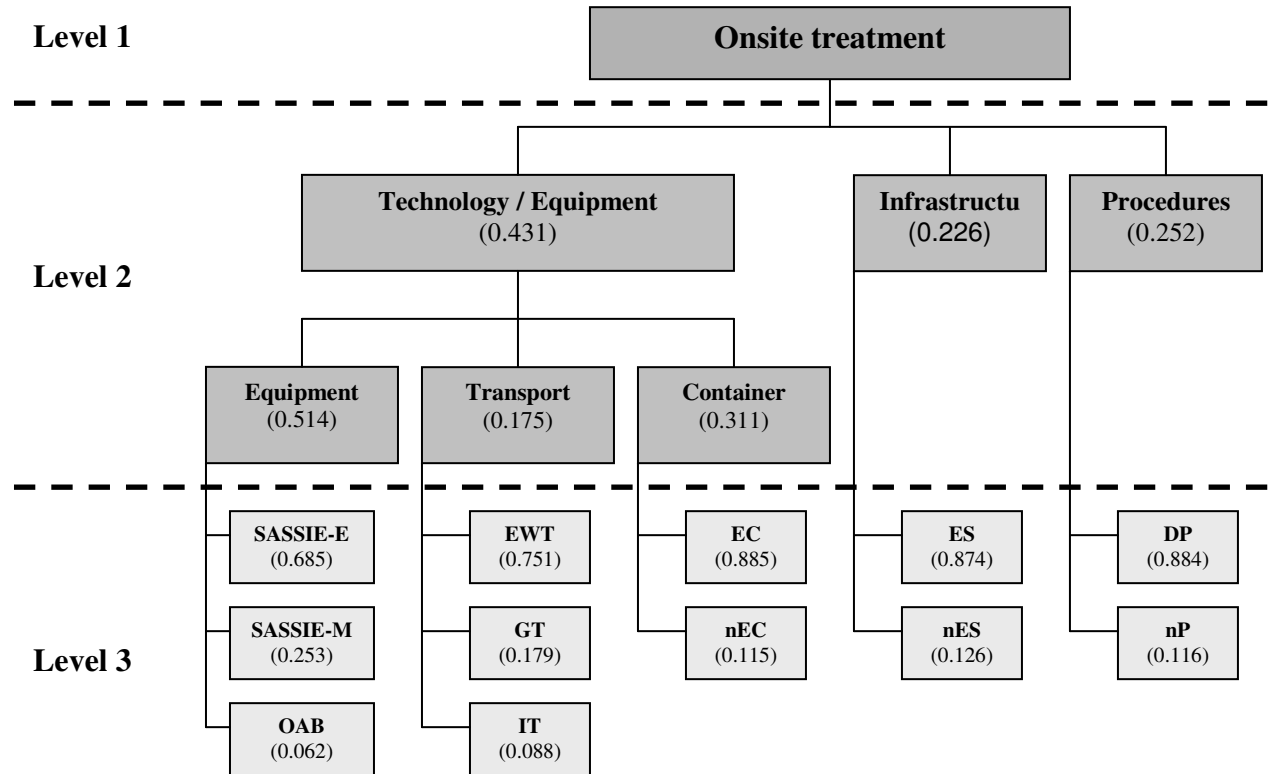 Level 1
Onsite treatment
Level 2
Technology / Equipment
(0.431)
Infrastructu
(0.226)
Procedures
(0.252)
Equipment
(0.514)
Transport
(0.175)
Container
(0.311)
Level 3
SASSIE-E
(0.685)
EWT
(0.751)
EC
(0.885)
ES
(0.874)
DP
(0.884)
SASSIE-M
(0.253)
GT
(0.179)
nEC
(0.115)
nES
(0.126)
nP
(0.116)
OAB
(0.062)
IT
(0.088)